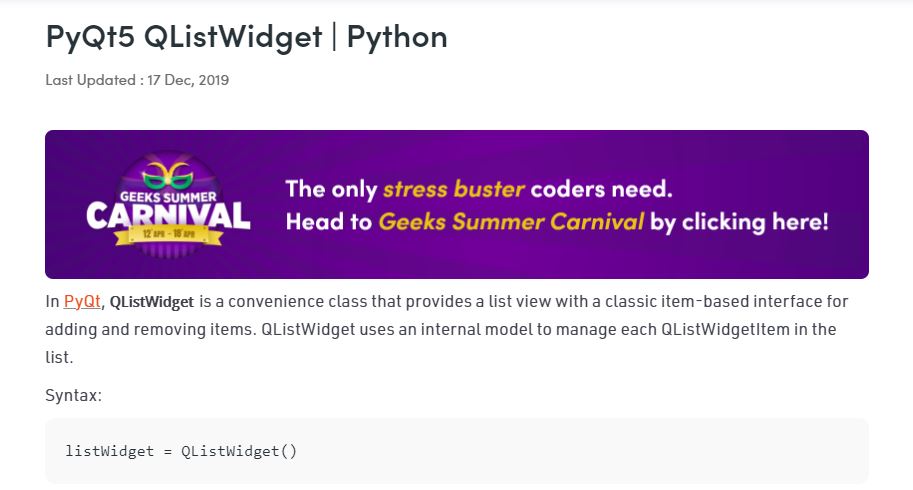 PyQt5 QListWidget | Python
Last Updated : 17 Dec, 2019
GEEKS SUMMER
CARNIVAL
12 APR - 18 APR
The only stress buster coders need.
Head to Geeks Summer Carnival by clicking here!
In PyQt, QListWidget is a convenience class that provides a list view with a classic item-based interface for
adding and removing items. QListWidget uses an internal model to manage each QListWidgetItem in the
list.
Syntax:
listWidget = QListWidget()